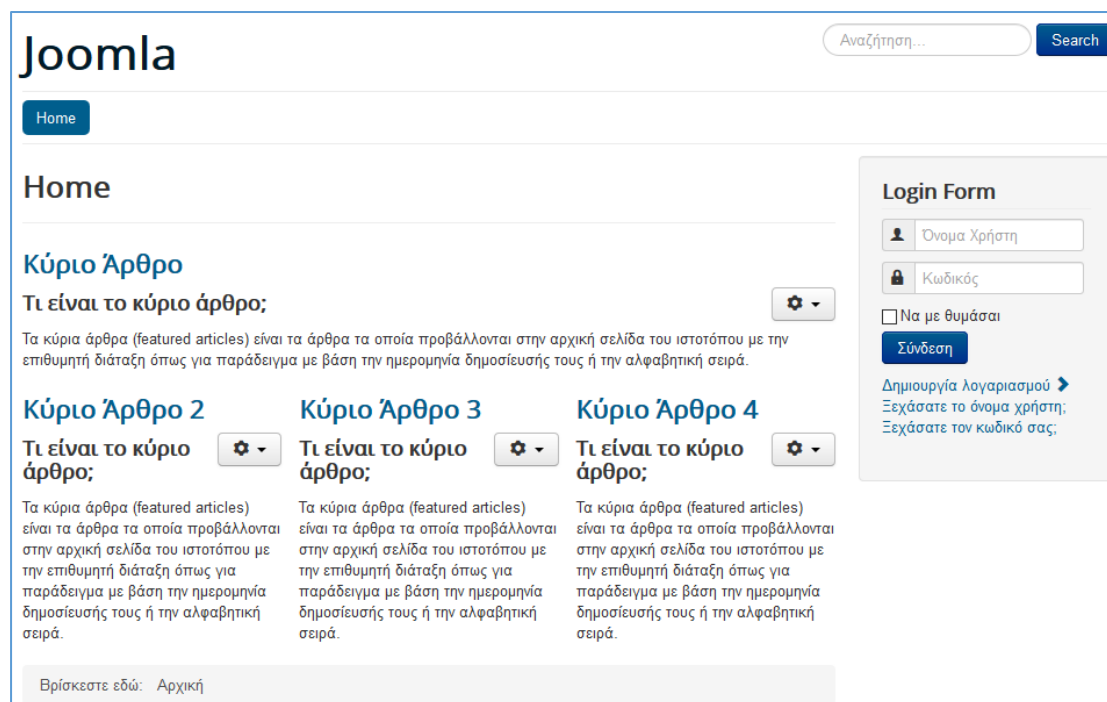 Joomla
Αναζήτηση...
Search
Home
Home
Κύριο Άρθρο
Τι είναι το κύριο άρθρο;
Τα κύρια άρθρα (featured articles) είναι τα άρθρα τα οποία προβάλλονται στην αρχική σελίδα του ιστοτόπου με την
επιθυμητή διάταξη όπως για παράδειγμα με βάση την ημερομηνία δημοσίευσής τους ή την αλφαβητική σειρά.
Κύριο Άρθρο 2
Τι είναι το κύριο
άρθρο;
Τα κύρια άρθρα (featured articles)
είναι τα άρθρα τα οποία προβάλλονται
στην αρχική σελίδα του ιστοτόπου με
την επιθυμητή διάταξη όπως για
παράδειγμα με βάση την ημερομηνία
δημοσίευσής τους ή την αλφαβητική
σειρά.
Κύριο Άρθρο 3
Τι είναι το κύριο
άρθρο;
Τα κύρια άρθρα (featured articles)
είναι τα άρθρα τα οποία προβάλλονται
στην αρχική σελίδα του ιστοτόπου με
την επιθυμητή διάταξη όπως για
παράδειγμα με βάση την ημερομηνία
δημοσίευσής τους ή την αλφαβητική
σειρά.
Κύριο Άρθρο 4
Τι είναι το κύριο
άρθρο;
Τα κύρια άρθρα (featured articles)
είναι τα άρθρα τα οποία προβάλλονται
στην αρχική σελίδα του ιστοτόπου με
την επιθυμητή διάταξη όπως για
παράδειγμα με βάση την ημερομηνία
δημοσίευσής τους ή την αλφαβητική
σειρά.
Βρίσκεστε εδώ: Αρχική
Login Form
Όνομα Χρήστη
Κωδικός
Να με θυμάσαι
Σύνδεση
Δημιουργία λογαριασμού
Ξεχάσατε το όνομα χρήστη;
Ξεχάσατε τον κωδικό σας;